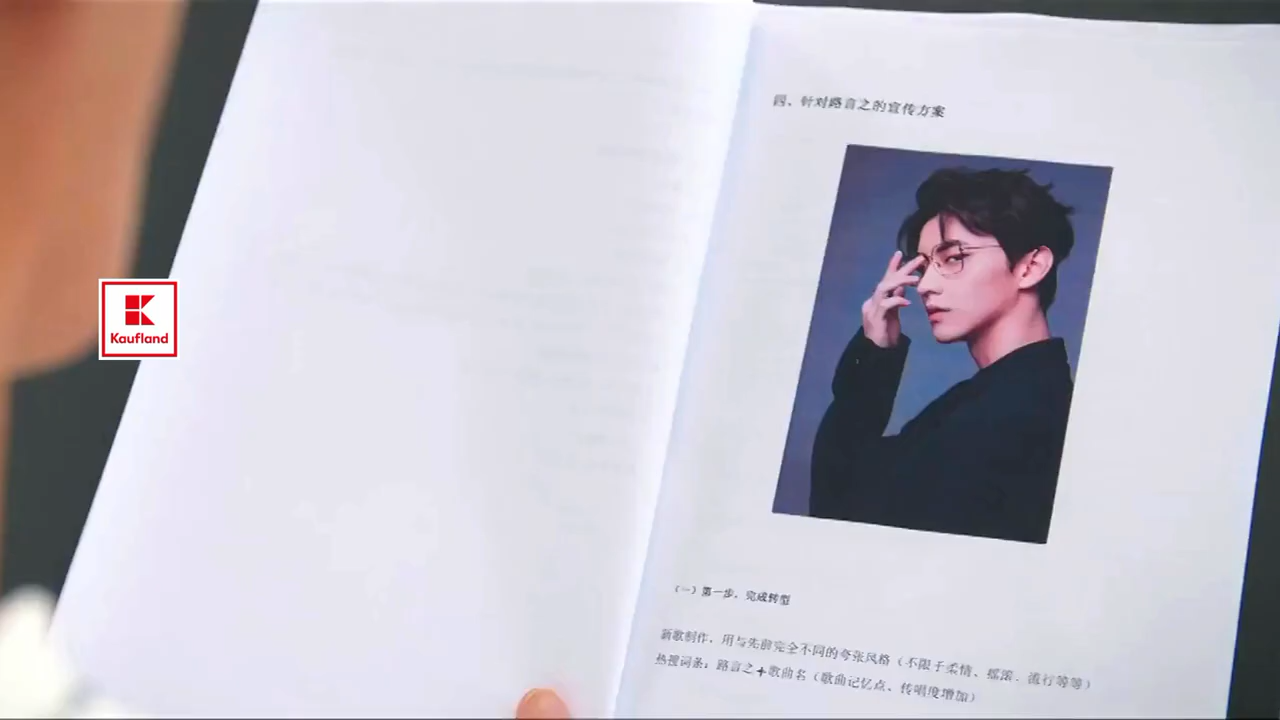 四、针对路言之的宣传方案
Kaufland
（一）第一步，完成转型
新歌制作，用与先前完全不同的夸张风格（不限于柔情、摇滚、流行等等）
热搜词条：路言之+歌曲名（歌曲记忆点、传唱度增加）